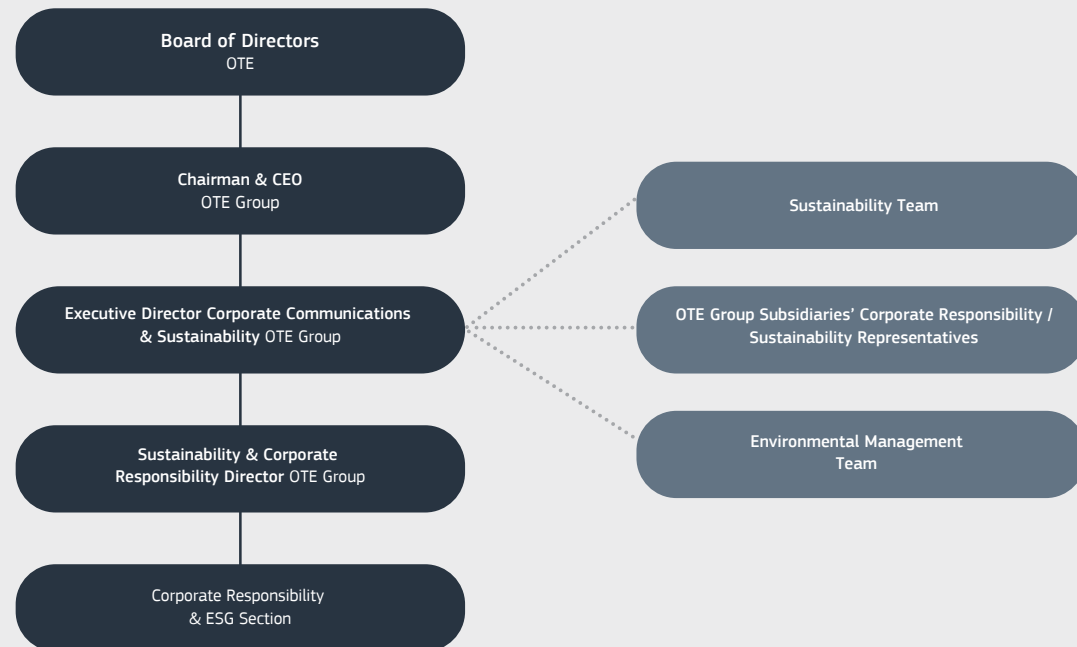 Board of Directors
OTE
Chairman & CEO
OTE Group
Executive Director Corporate Communications
& Sustainability OTE Group
Sustainability & Corporate
Responsibility Director OTE Group
Corporate Responsibility
& ESG Section
Sustainability Team
OTE Group Subsidiaries’ Corporate Responsibility /
Sustainability Representatives
Environmental Management
Team